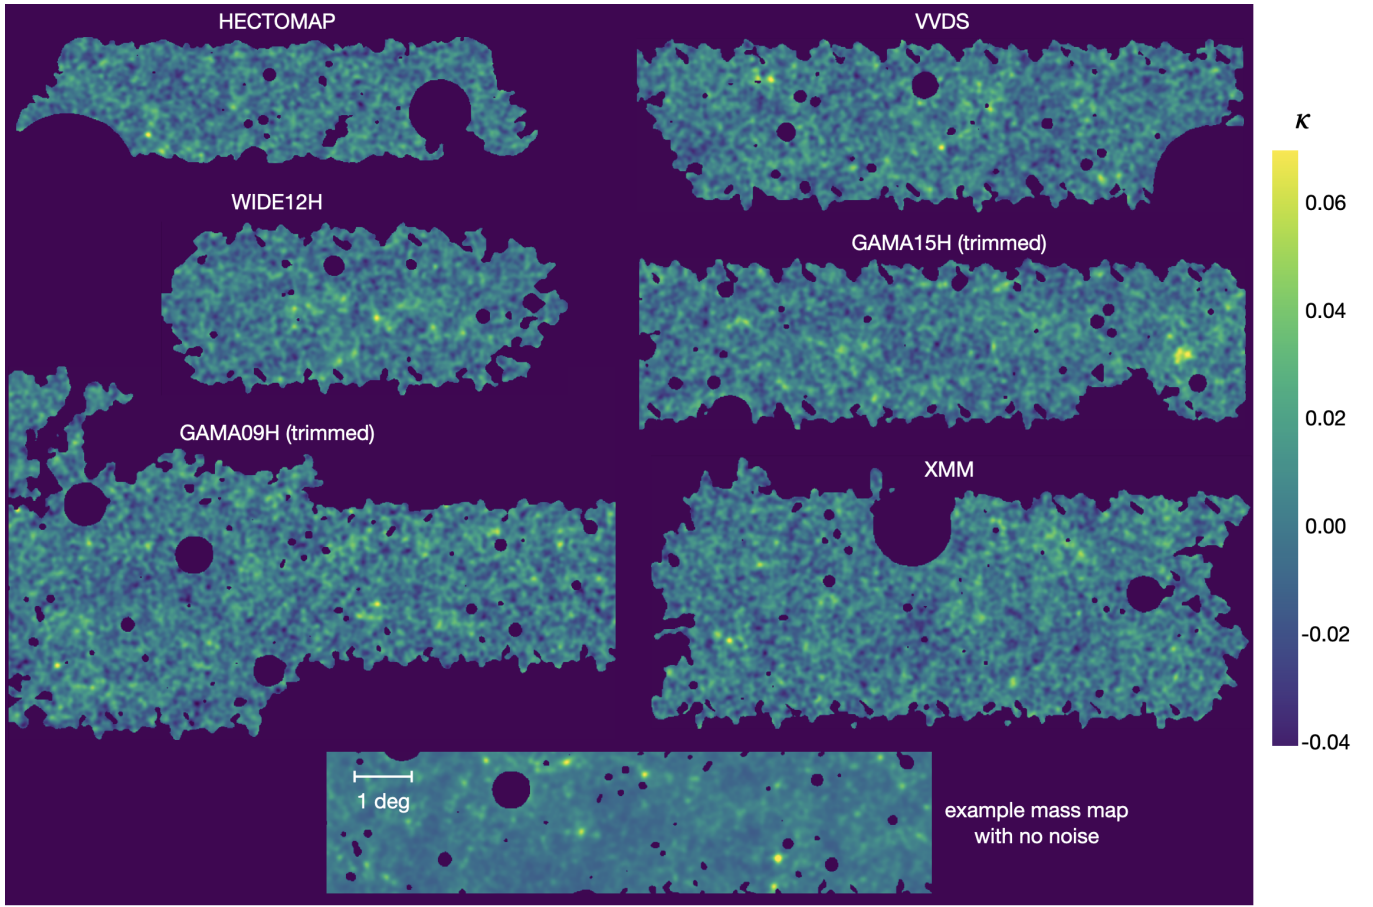 HECTOMAP
VVDS
WIDE12H
GAMA15H (trimmed)
GAMA09H (trimmed)
XMM
1 deg
example mass map
with no noise
κ
0.06
0.04
0.02
0.00
-0.02
-0.04